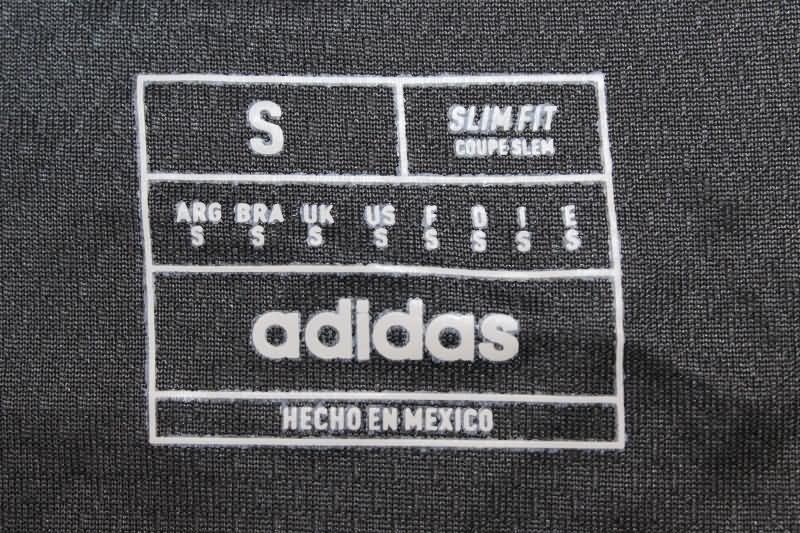 S
SLIM FIT
COUPE SLEM
ARG BRA UK US F D I E
S S S S S S S S
adidas
HECHO EN MEXICO